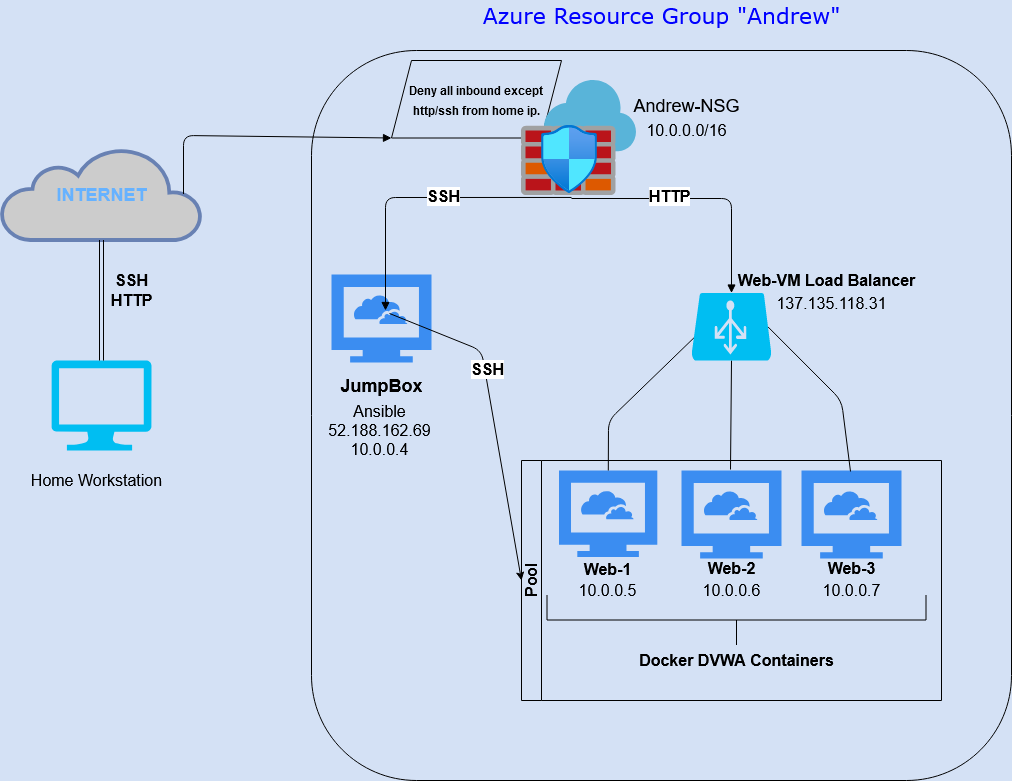 Azure Resource Group "Andrew"
Deny all inbound except
http/ssh from home ip.
Andrew-NSG
10.0.0.0/16
INTERNET
SSH
HTTP
SSH
HTTP
Home Workstation
JumpBox
Ansible
52.188.162.69
10.0.0.4
SSH
Web-VM Load Balancer
137.135.118.31
Pool
Web-1
10.0.0.5
Web-2
10.0.0.6
Web-3
10.0.0.7
Docker DVWA Containers